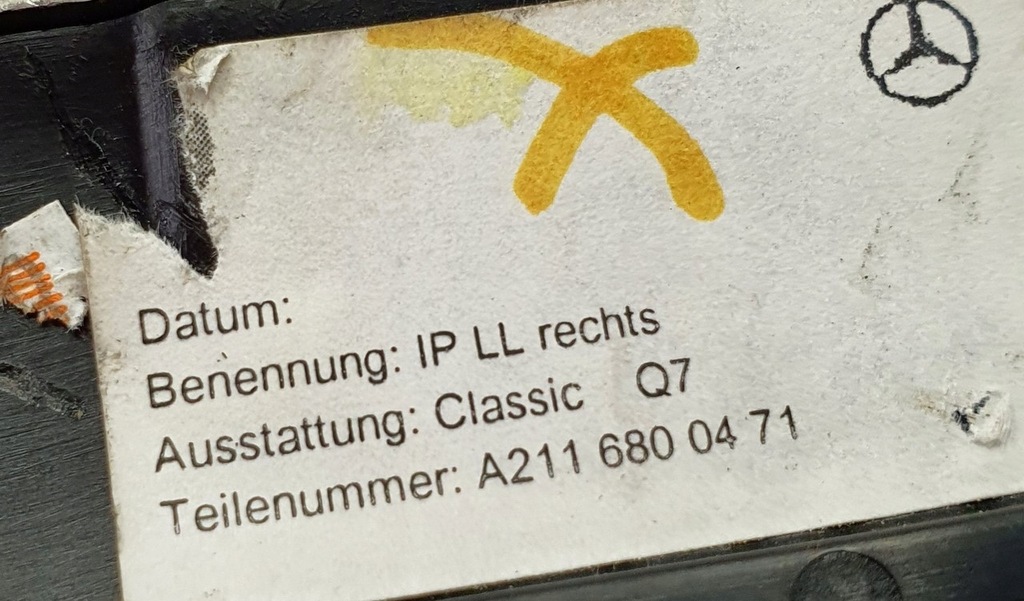 Datum:
Benennung: IP LL rechts
Ausstattung: Classic Q7
Teilenummer: A211 680 04 71